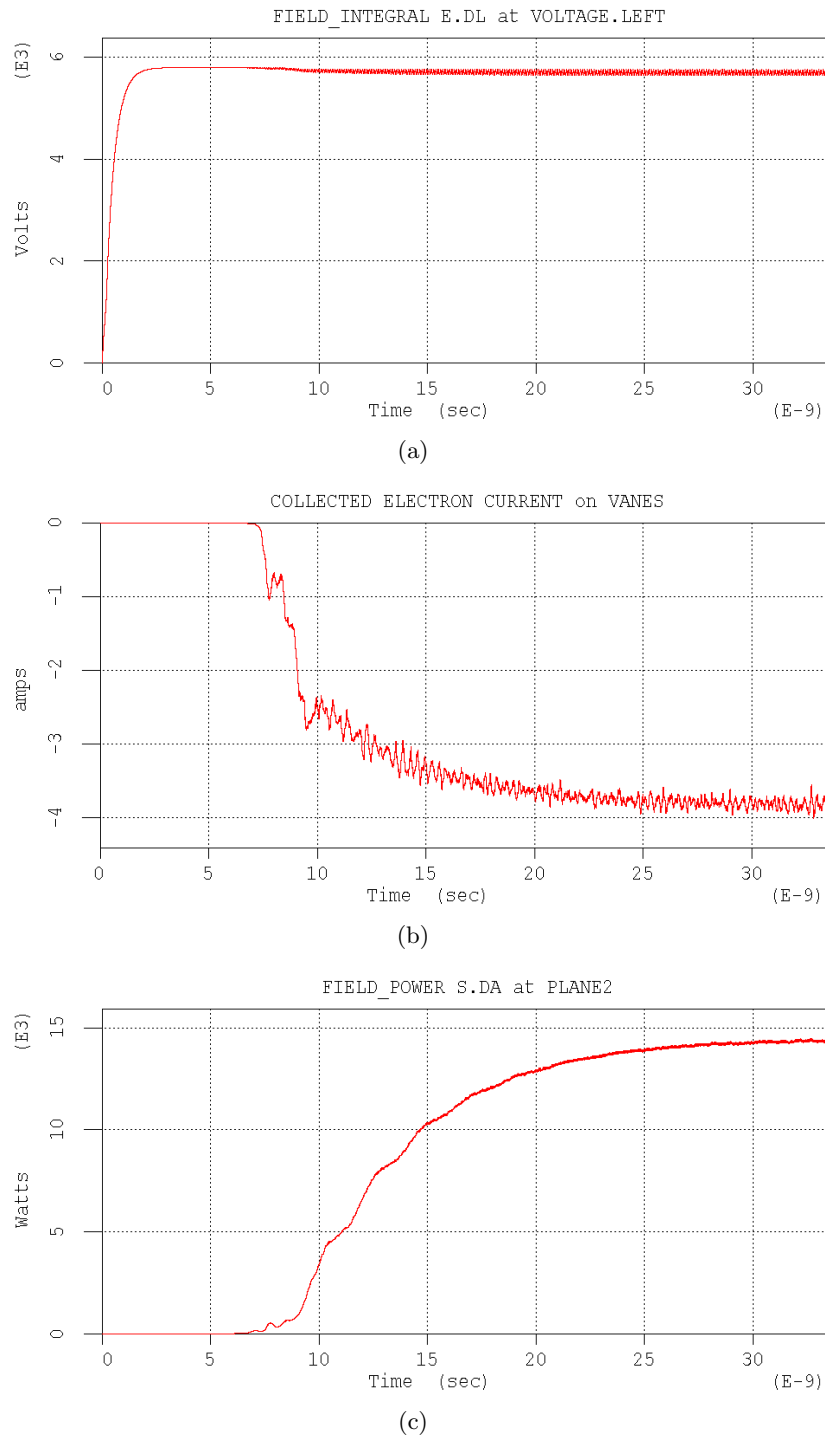 FIELD_INTEGRAL E.DL at VOLTAGE.LEFT
(E3)
Volts
6
4
2
0
0 5 10 15 20 25 30
Time (sec) (E-9)
(a)
COLLECTED ELECTRON CURRENT on VANES
amps
0
-1
-2
-3
-4
0 5 10 15 20 25 30
Time (sec) (E-9)
(b)
FIELD_POWER S.DA at PLANE2
(E3)
Watts
15
10
5
0
0 5 10 15 20 25 30
Time (sec) (E-9)
(c)